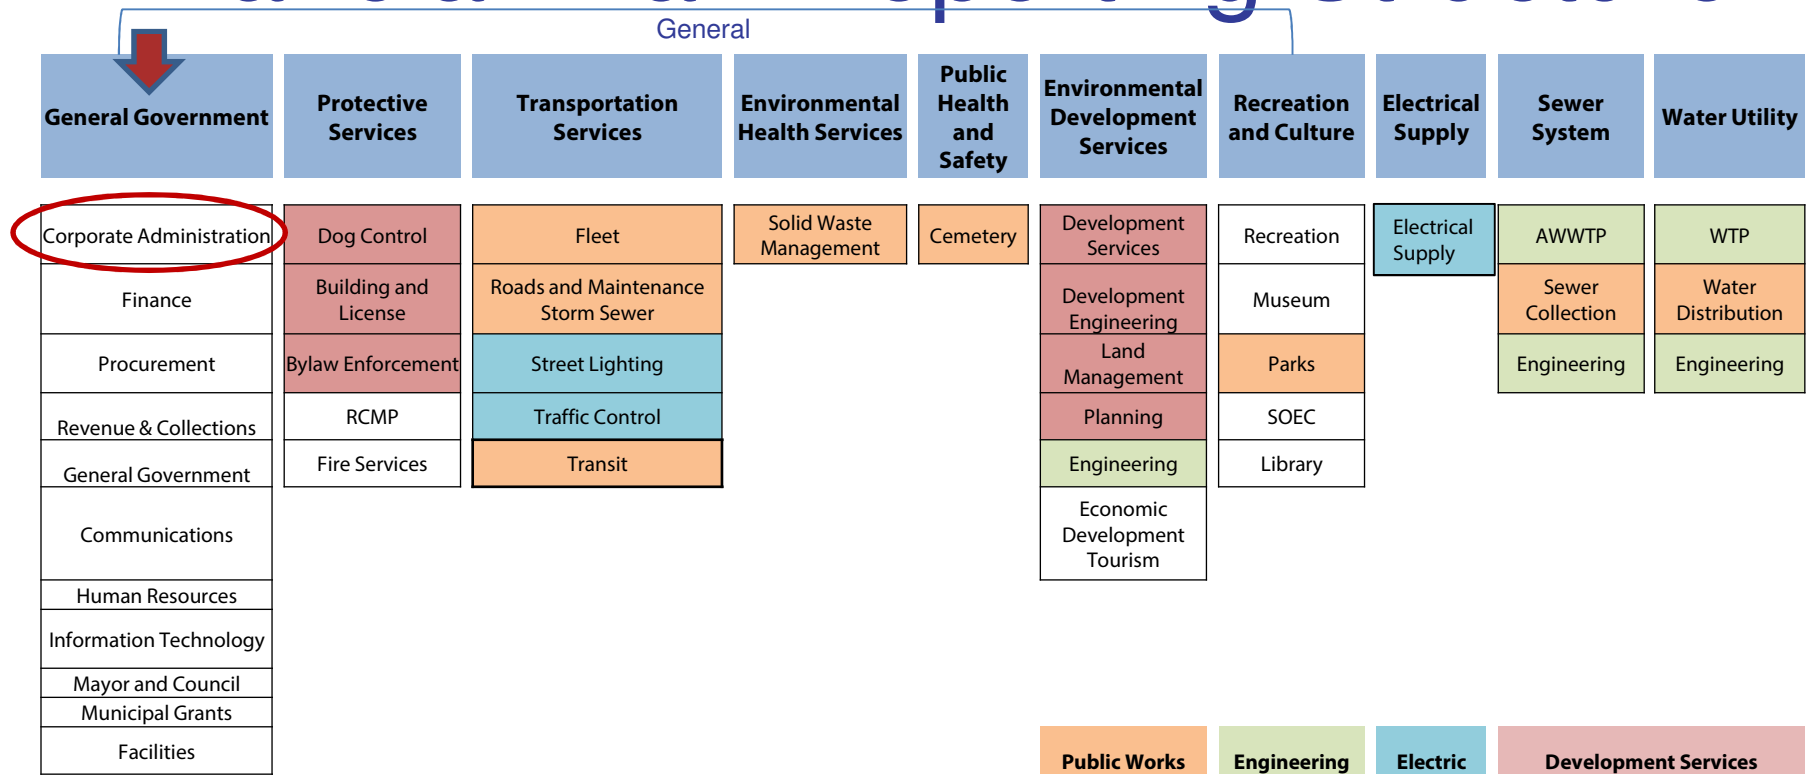 General
General Government
Protective
Services
Transportation
Services
Environmental
Health Services
Public
Health
and
Safety
Environmental
Development
Services
Recreation
and Culture
Electrical
Supply
Sewer
System
Water Utility
Corporate Administration
Finance
Procurement
Revenue & Collections
General Government
Communications
Human Resources
Information Technology
Mayor and Council
Municipal Grants
Facilities
Dog Control
Building and
License
Bylaw Enforcement
RCMP
Fire Services
Fleet
Roads and Maintenance
Storm Sewer
Street Lighting
Traffic Control
Transit
Solid Waste
Management
Cemetery
Development
Services
Development
Engineering
Land
Management
Planning
Engineering
Economic
Development
Tourism
Recreation
Museum
Parks
SOEC
Library
Electrical
Supply
AWWTP
Sewer
Collection
Engineering
WTP
Water
Distribution
Engineering
Public Works
Engineering
Electric
Development Services